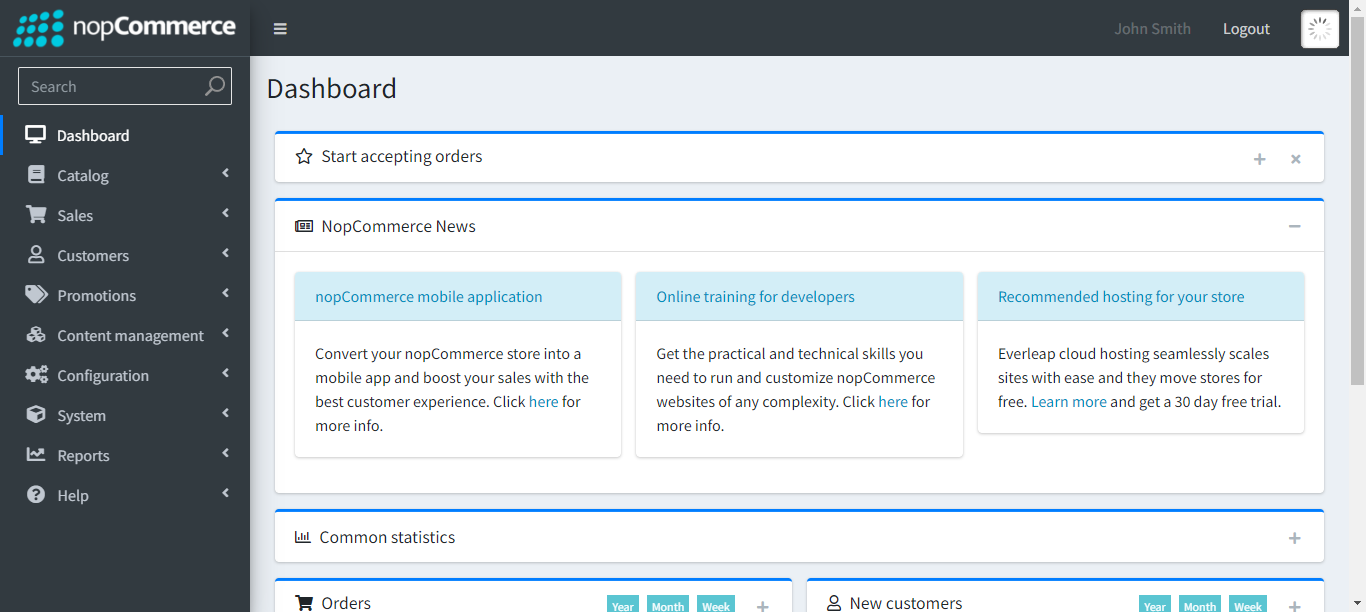 nopCommerce
John Smith
Logout
Search
Dashboard
Catalog
Sales
Customers
Promotions
Content management
Configuration
System
Reports
Help
Dashboard
Start accepting orders
NopCommerce News
nopCommerce mobile application
Convert your nopCommerce store into a
mobile app and boost your sales with the
best customer experience. Click here for
more info.
Online training for developers
Get the practical and technical skills you
need to run and customize nopCommerce
websites of any complexity. Click here for
more info.
Recommended hosting for your store
Everleap cloud hosting seamlessly scales
sites with ease and they move stores for
free. Learn more and get a 30 day free trial.
Common statistics
Orders
Year
Month
Week
New customers
Year
Month
Week